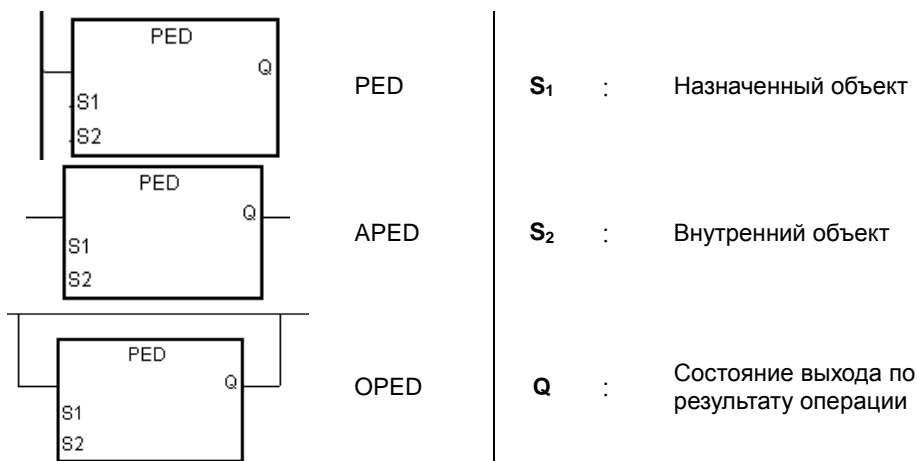 PED
Q
S1
S2
PED
S₁ : Назначенный объект
PED
Q
S1
S2
APED
S₂ : Внутренний объект
PED
Q
S1
S2
OPED
Q : Состояние выхода по
результату операции